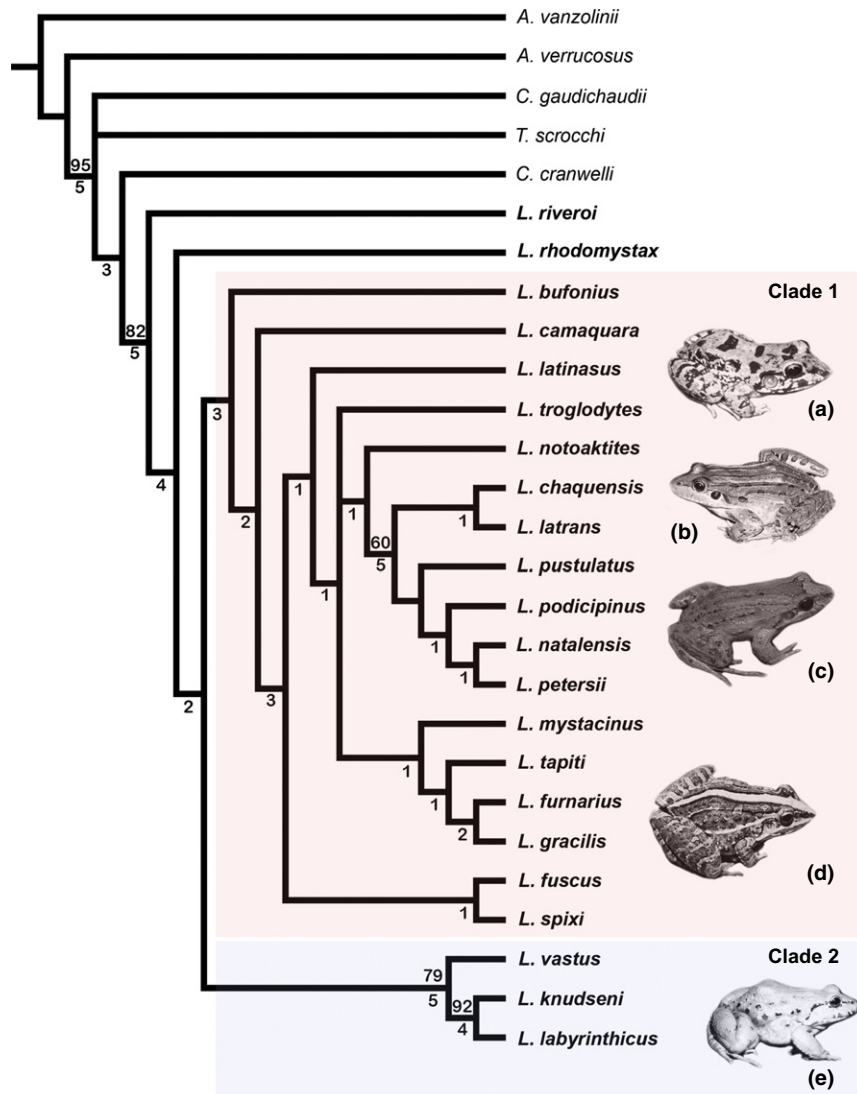 A. vanzolinii
A. verrucosus
C. gaudichaudii
95
T. scrocchi
5
C. cranwelli
L. riveroi
L. rhodomystax
3
Clade 1
L. bufonius
82
L. camaquara
5
L. latinasus
(a)
3
L. troglodytes
L. notoaktites
4
1
L. chaquensis
2
1
1
L. latrans
(b)
60
5
L. pustulatus
1
L. podicipinus
1
L. natalensis
1
(c)
L. petersii
2
3
L. mystacinus
1
L. tapiti
1
L. furnarius
2
L. gracilis
(d)
L. fuscus
1
L. spixi
Clade 2
L. vastus
79
5
92
L. knudseni
4
L. labyrinthicus
(e)